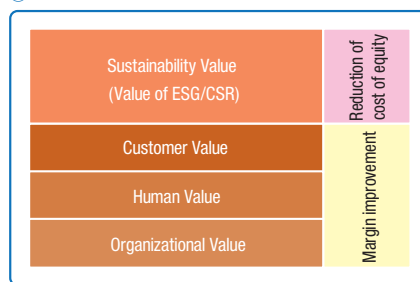 Sustainability Value
(Value of ESG/CSR)
Reduction of
cost of equity
Customer Value
Human Value
Organizational Value
Margin improvement